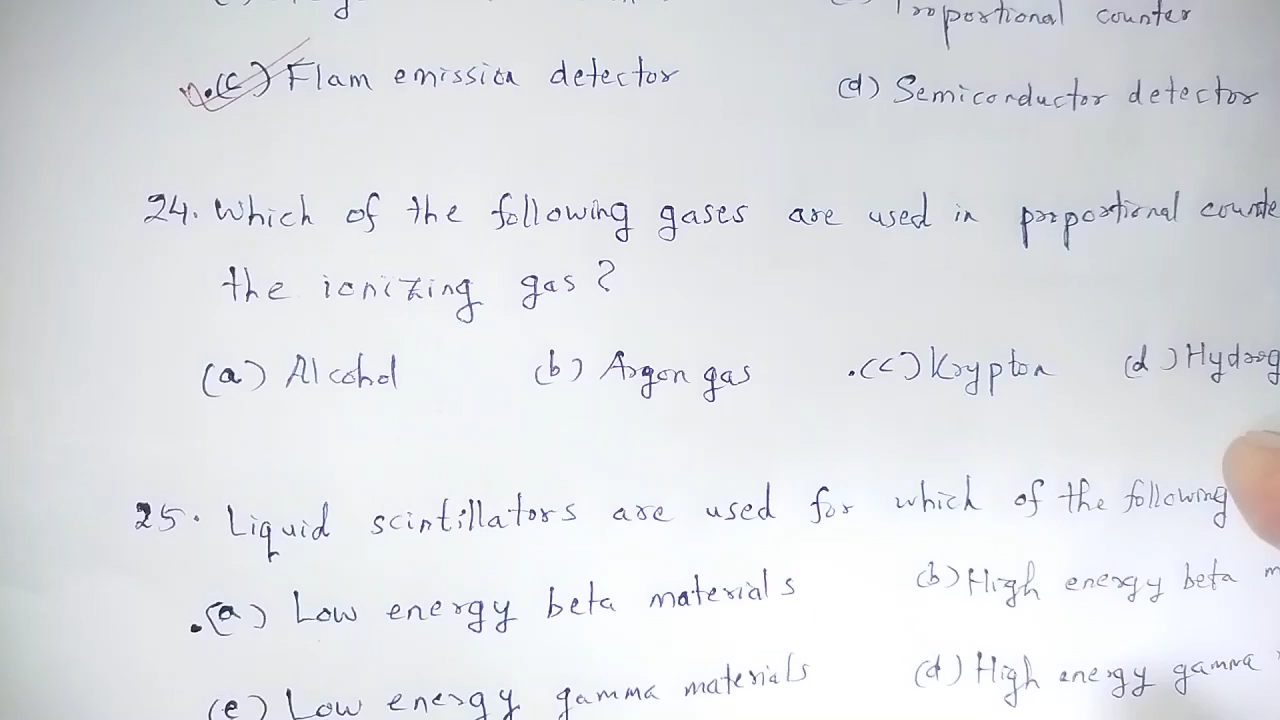 Proportional counter
(c) Flam emission detector
(d) Semiconductor detector
24. Which of the following gases are used in proportional counte
the ionizing gas?
(a) Alcohol (b) Argon gas .(c) Krypton (d) Hydrog
25. Liquid scintillators are used for which of the following
.(a) Low energy beta materials (b) High energy beta m
(c) Low energy gamma materials (d) High energy gamma